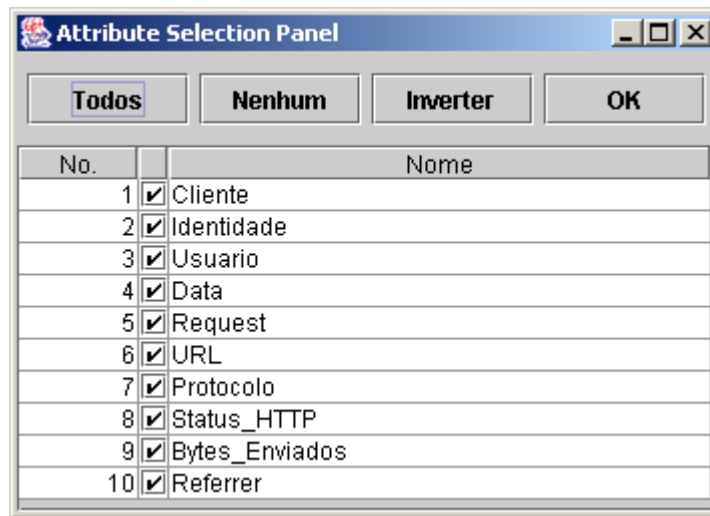 Attribute Selection Panel
Todos Nenhum Inverter OK
No. Nome
1 Cliente
2 Identidade
3 Usuario
4 Data
5 Request
6 URL
7 Protocolo
8 Status_HTTP
9 Bytes_Enviados
10 Referrer